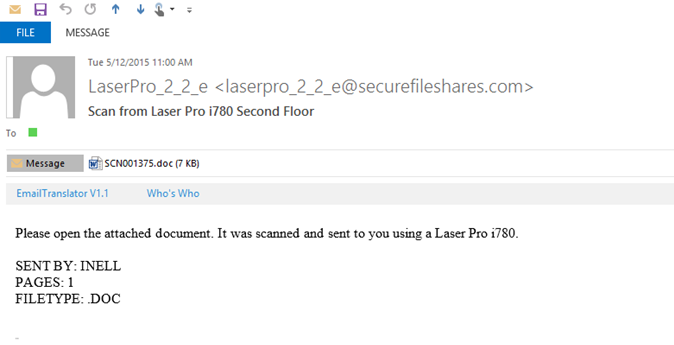 FILE MESSAGE
Tue 5/12/2015 11:00 AM
LaserPro_2_2_e <laserpro_2_2_e@securefileshares.com>
Scan from Laser Pro i780 Second Floor
To
Message SCN001375.doc (7 KB)
EmailTranslator V1.1 Who's Who
Please open the attached document. It was scanned and sent to you using a Laser Pro i780.
SENT BY: INELL
PAGES: 1
FILETYPE: .DOC